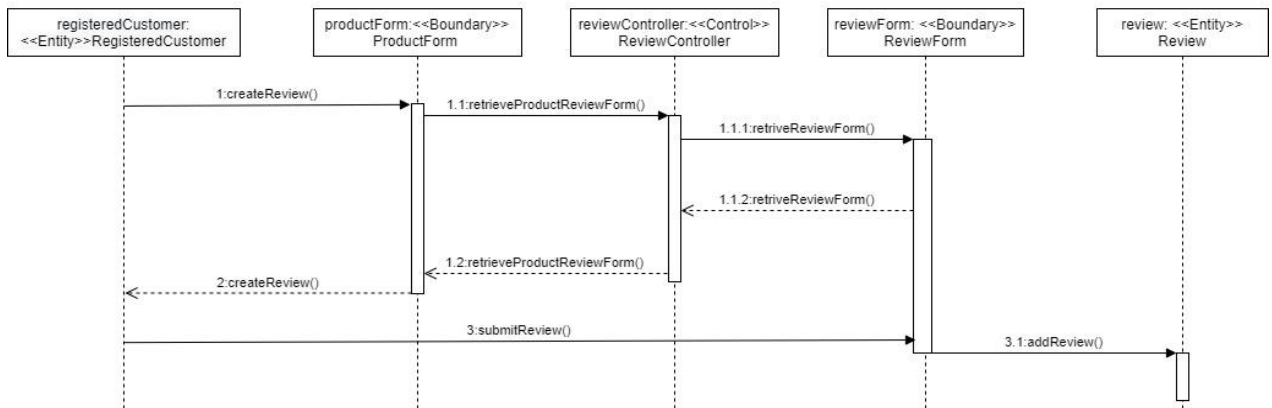 registeredCustomer:
<<Entity>>RegisteredCustomer
productForm:<<Boundary>>
ProductForm
reviewController:<<Control>>
ReviewController
reviewForm: <<Boundary>>
ReviewForm
review: <<Entity>>
Review
1:createReview()
1.1:retrieveProductReviewForm()
1.1.1:retriveReviewForm()
1.1.2:retriveReviewForm()
1.2:retrieveProductReviewForm()
2:createReview()
3:submitReview()
3.1:addReview()